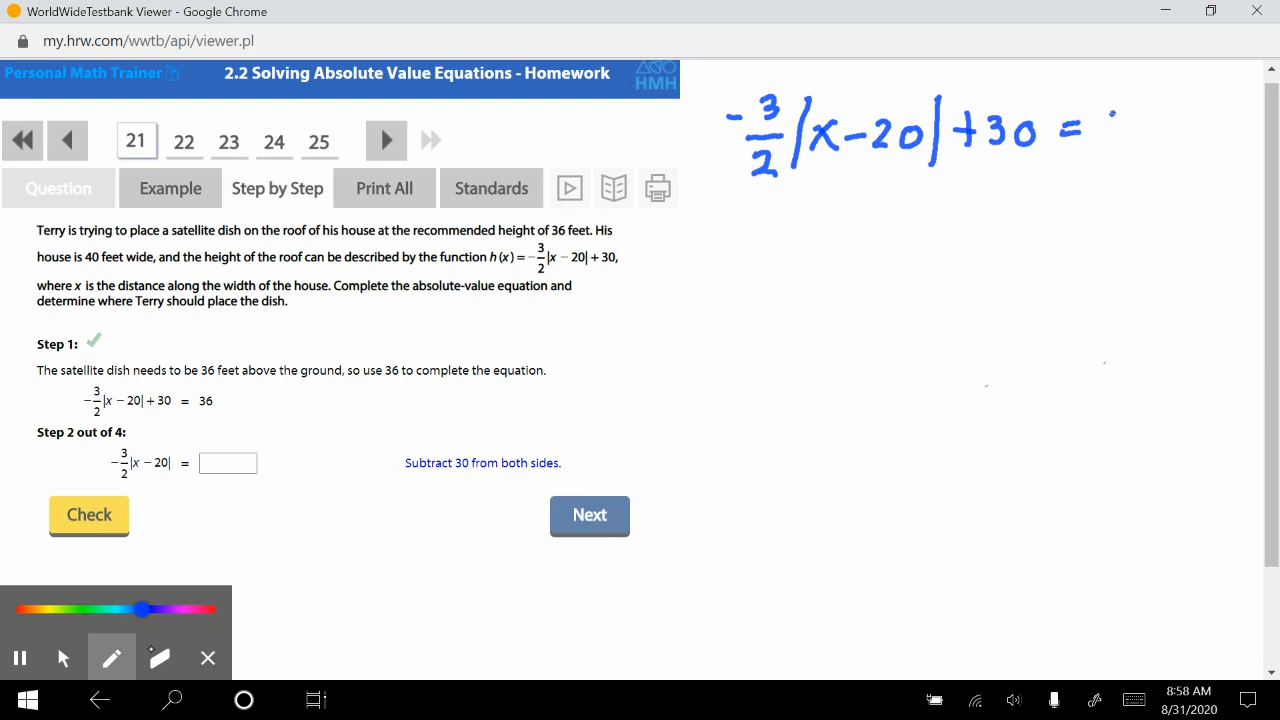 WorldWideTestbank Viewer - Google Chrome
my.hrw.com/wwtb/api/viewer.pl
Personal Math Trainer
2.2 Solving Absolute Value Equations - Homework
HMH
21 22 23 24 25
Question Example Step by Step Print All Standards
Terry is trying to place a satellite dish on the roof of his house at the recommended height of 36 feet. His
house is 40 feet wide, and the height of the roof can be described by the function h (x) = -3/2|x − 20| + 30,
where x is the distance along the width of the house. Complete the absolute-value equation and
determine where Terry should place the dish.
Step 1:
The satellite dish needs to be 36 feet above the ground, so use 36 to complete the equation.
-3/2|x − 20| + 30 = 36
Step 2 out of 4:
-3/2|x − 20| =
Subtract 30 from both sides.
Check
Next
-3/2|x-20|+30=
8:58 AM
8/31/2020